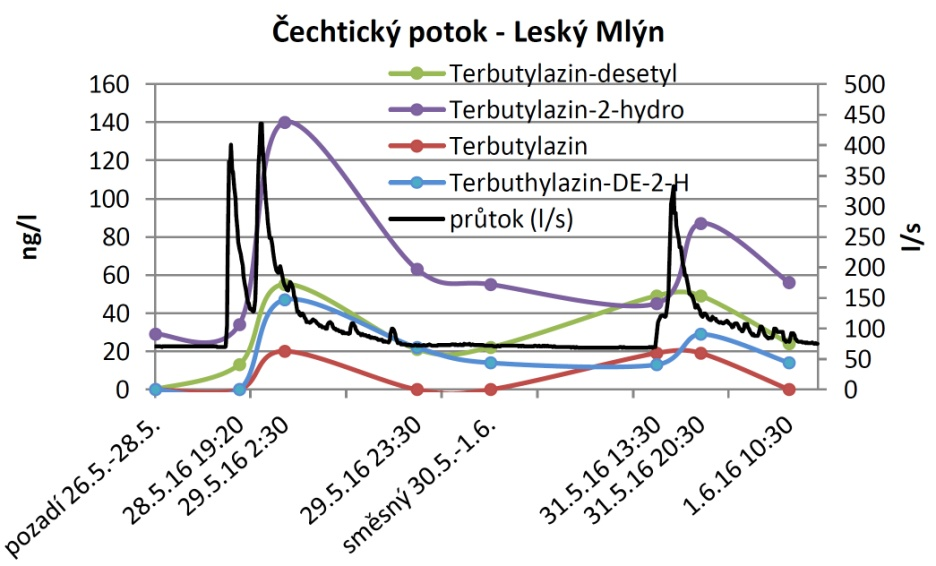 Čechtický potok - Leský Mlýn
Terbutylazin-desetyl
Terbutylazin-2-hydro
Terbutylazin
Terbuthylazin-DE-2-H
průtok (l/s)
ng/l
160
140
120
100
80
60
40
20
0
l/s
500
450
400
350
300
250
200
150
100
50
0
pozadí 26.5.-28.5.
28.5.16 19:20
29.5.16 2:30
29.5.16 23:30
směsný 30.5.-1.6.
31.5.16 13:30
31.5.16 20:30
1.6.16 10:30